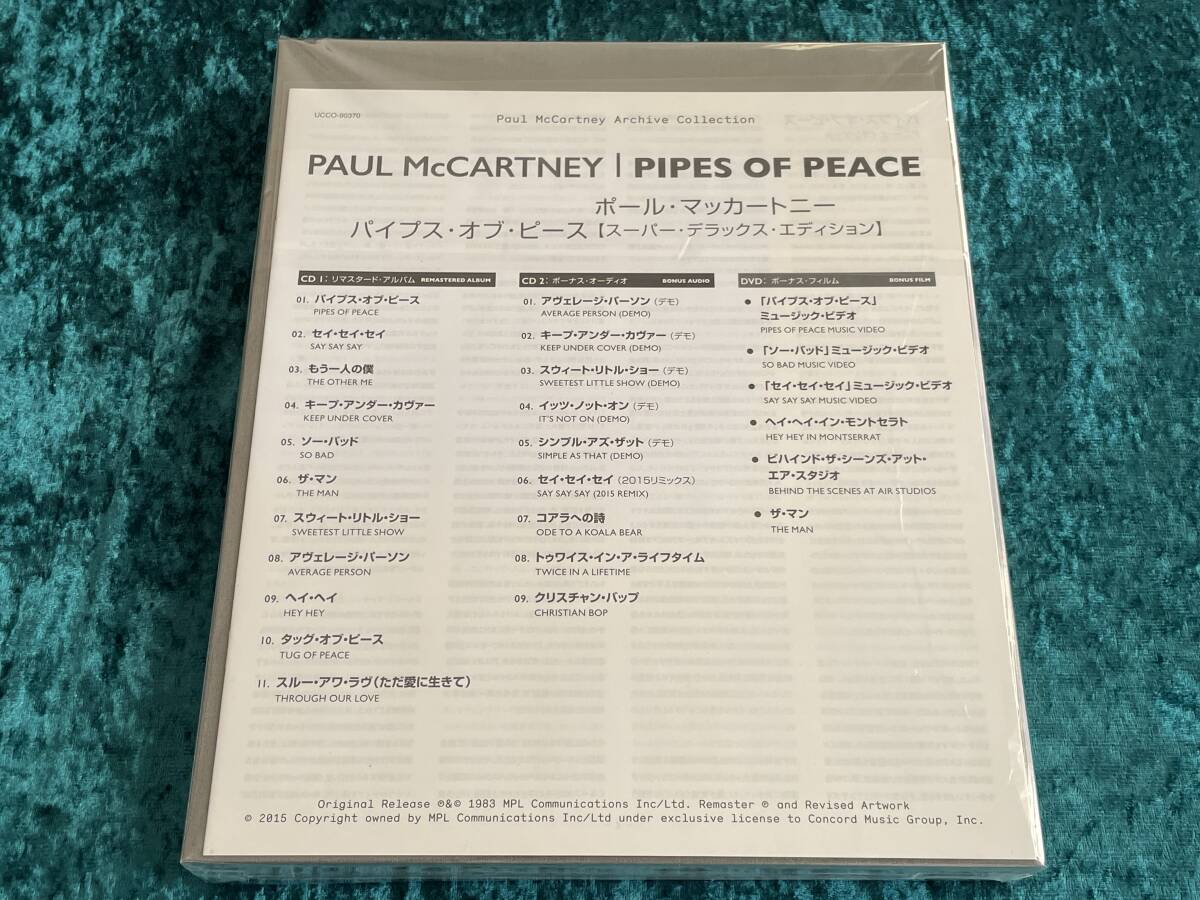 UCCO-90370
Paul McCartney Archive Collection
PAUL McCARTNEY | PIPES OF PEACE
ポール・マッカートニー
パイプス・オブ・ピース【スーパー・デラックス・エディション】
CD 1: リマスタード・アルバム REMASTERED ALBUM
01. パイプス・オブ・ピース
PIPES OF PEACE
02. セイ・セイ・セイ
SAY SAY SAY
03. もう一人の僕
THE OTHER ME
04. キープ・アンダー・カヴァー
KEEP UNDER COVER
05. ソー・バッド
SO BAD
06. ザ・マン
THE MAN
07. スウィート・リトル・ショー
SWEETEST LITTLE SHOW
08. アヴェレージ・パーソン
AVERAGE PERSON
09. ヘイ・ヘイ
HEY HEY
10. タッグ・オブ・ピース
TUG OF PEACE
11. スルー・アワ・ラヴ(ただ愛に生きて)
THROUGH OUR LOVE
CD 2: ボーナス・オーディオ BONUS AUDIO
01. アヴェレージ・パーソン(デモ)
AVERAGE PERSON (DEMO)
02. キープ・アンダー・カヴァー(デモ)
KEEP UNDER COVER (DEMO)
03. スウィート・リトル・ショー(デモ)
SWEETEST LITTLE SHOW (DEMO)
04. イッツ・ノット・オン(デモ)
IT'S NOT ON (DEMO)
05. シンプル・アズ・ザット(デモ)
SIMPLE AS THAT (DEMO)
06. セイ・セイ・セイ(2015リミックス)
SAY SAY SAY (2015 REMIX)
07. コアラへの詩
ODE TO A KOALA BEAR
08. トゥワイス・イン・ア・ライフタイム
TWICE IN A LIFETIME
09. クリスチャン・バップ
CHRISTIAN BOP
DVD: ボーナス・フィルム BONUS FILM
● 「パイプス・オブ・ピース」
ミュージック・ビデオ
PIPES OF PEACE MUSIC VIDEO
● 「ソー・バッド」ミュージック・ビデオ
SO BAD MUSIC VIDEO
● 「セイ・セイ・セイ」ミュージック・ビデオ
SAY SAY SAY MUSIC VIDEO
● ヘイ・ヘイ・イン・モントセラト
HEY HEY IN MONTSERRAT
● ビハインド・ザ・シーンズ・アット・
エア・スタジオ
BEHIND THE SCENES AT AIR STUDIOS
● ザ・マン
THE MAN
Original Release ℗&© 1983 MPL Communications Inc/Ltd. Remaster ℗ and Revised Artwork
© 2015 Copyright owned by MPL Communications Inc/Ltd under exclusive license to Concord Music Group, Inc.